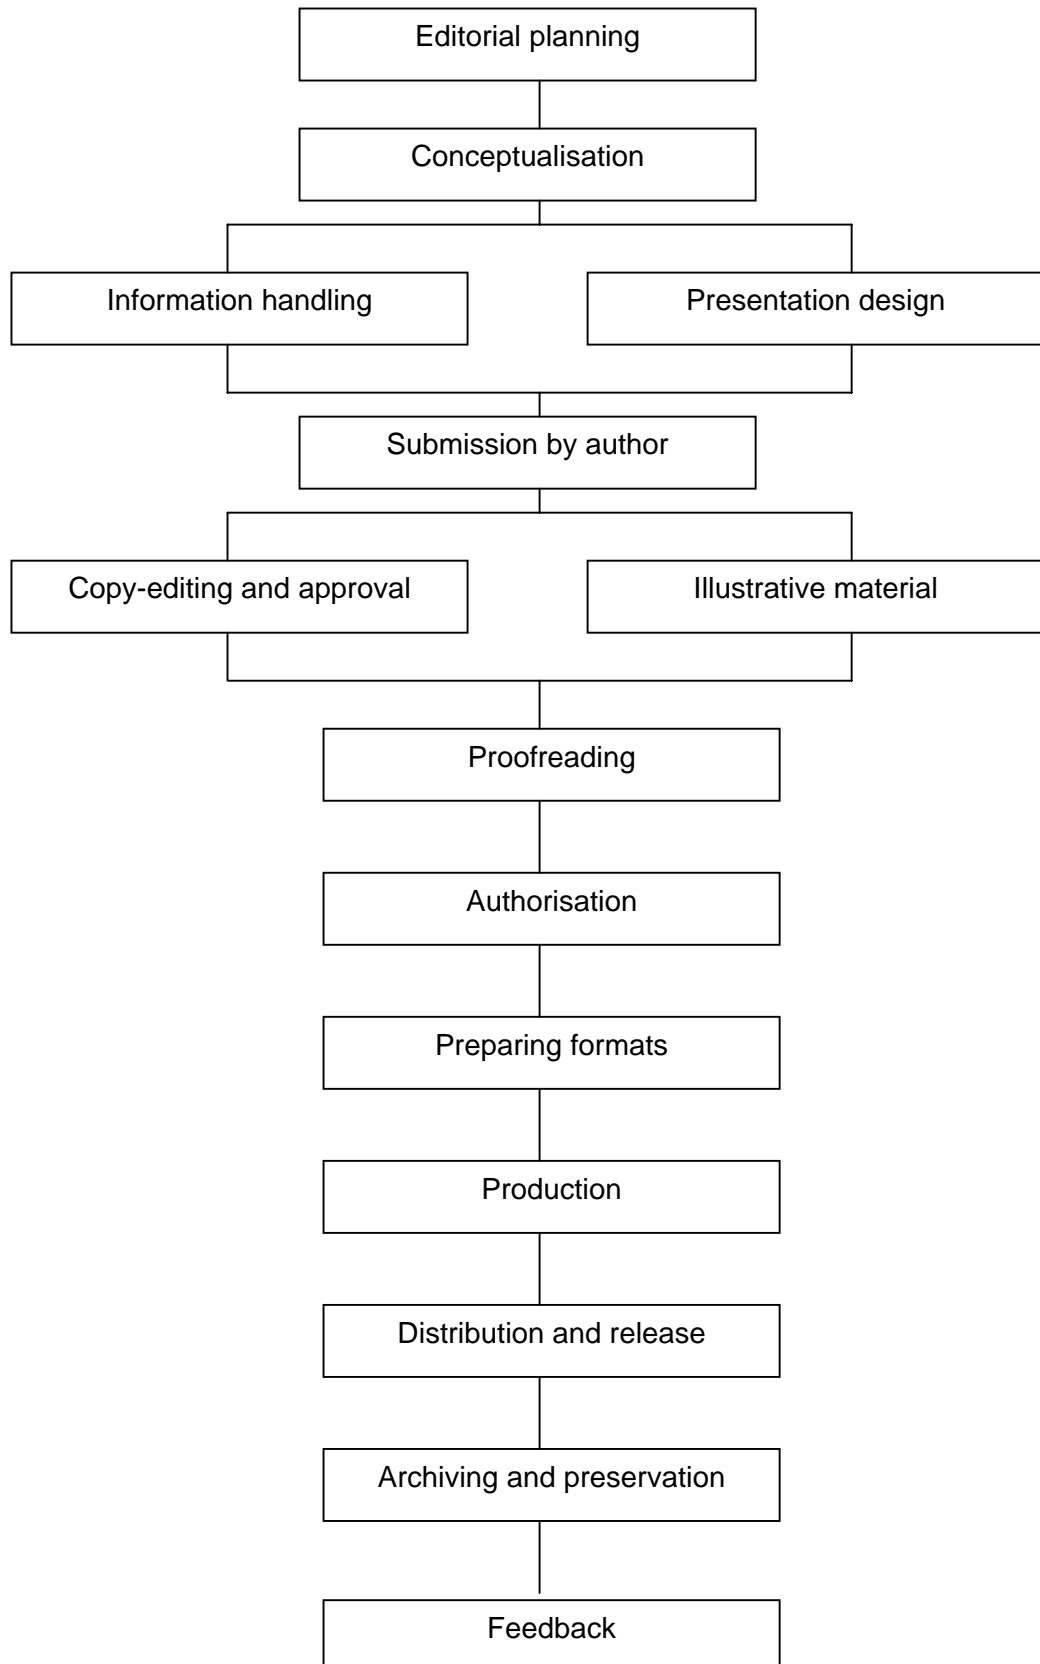 Editorial planning
Conceptualisation
Information handling
Presentation design
Submission by author
Copy-editing and approval
Illustrative material
Proofreading
Authorisation
Preparing formats
Production
Distribution and release
Archiving and preservation
Feedback